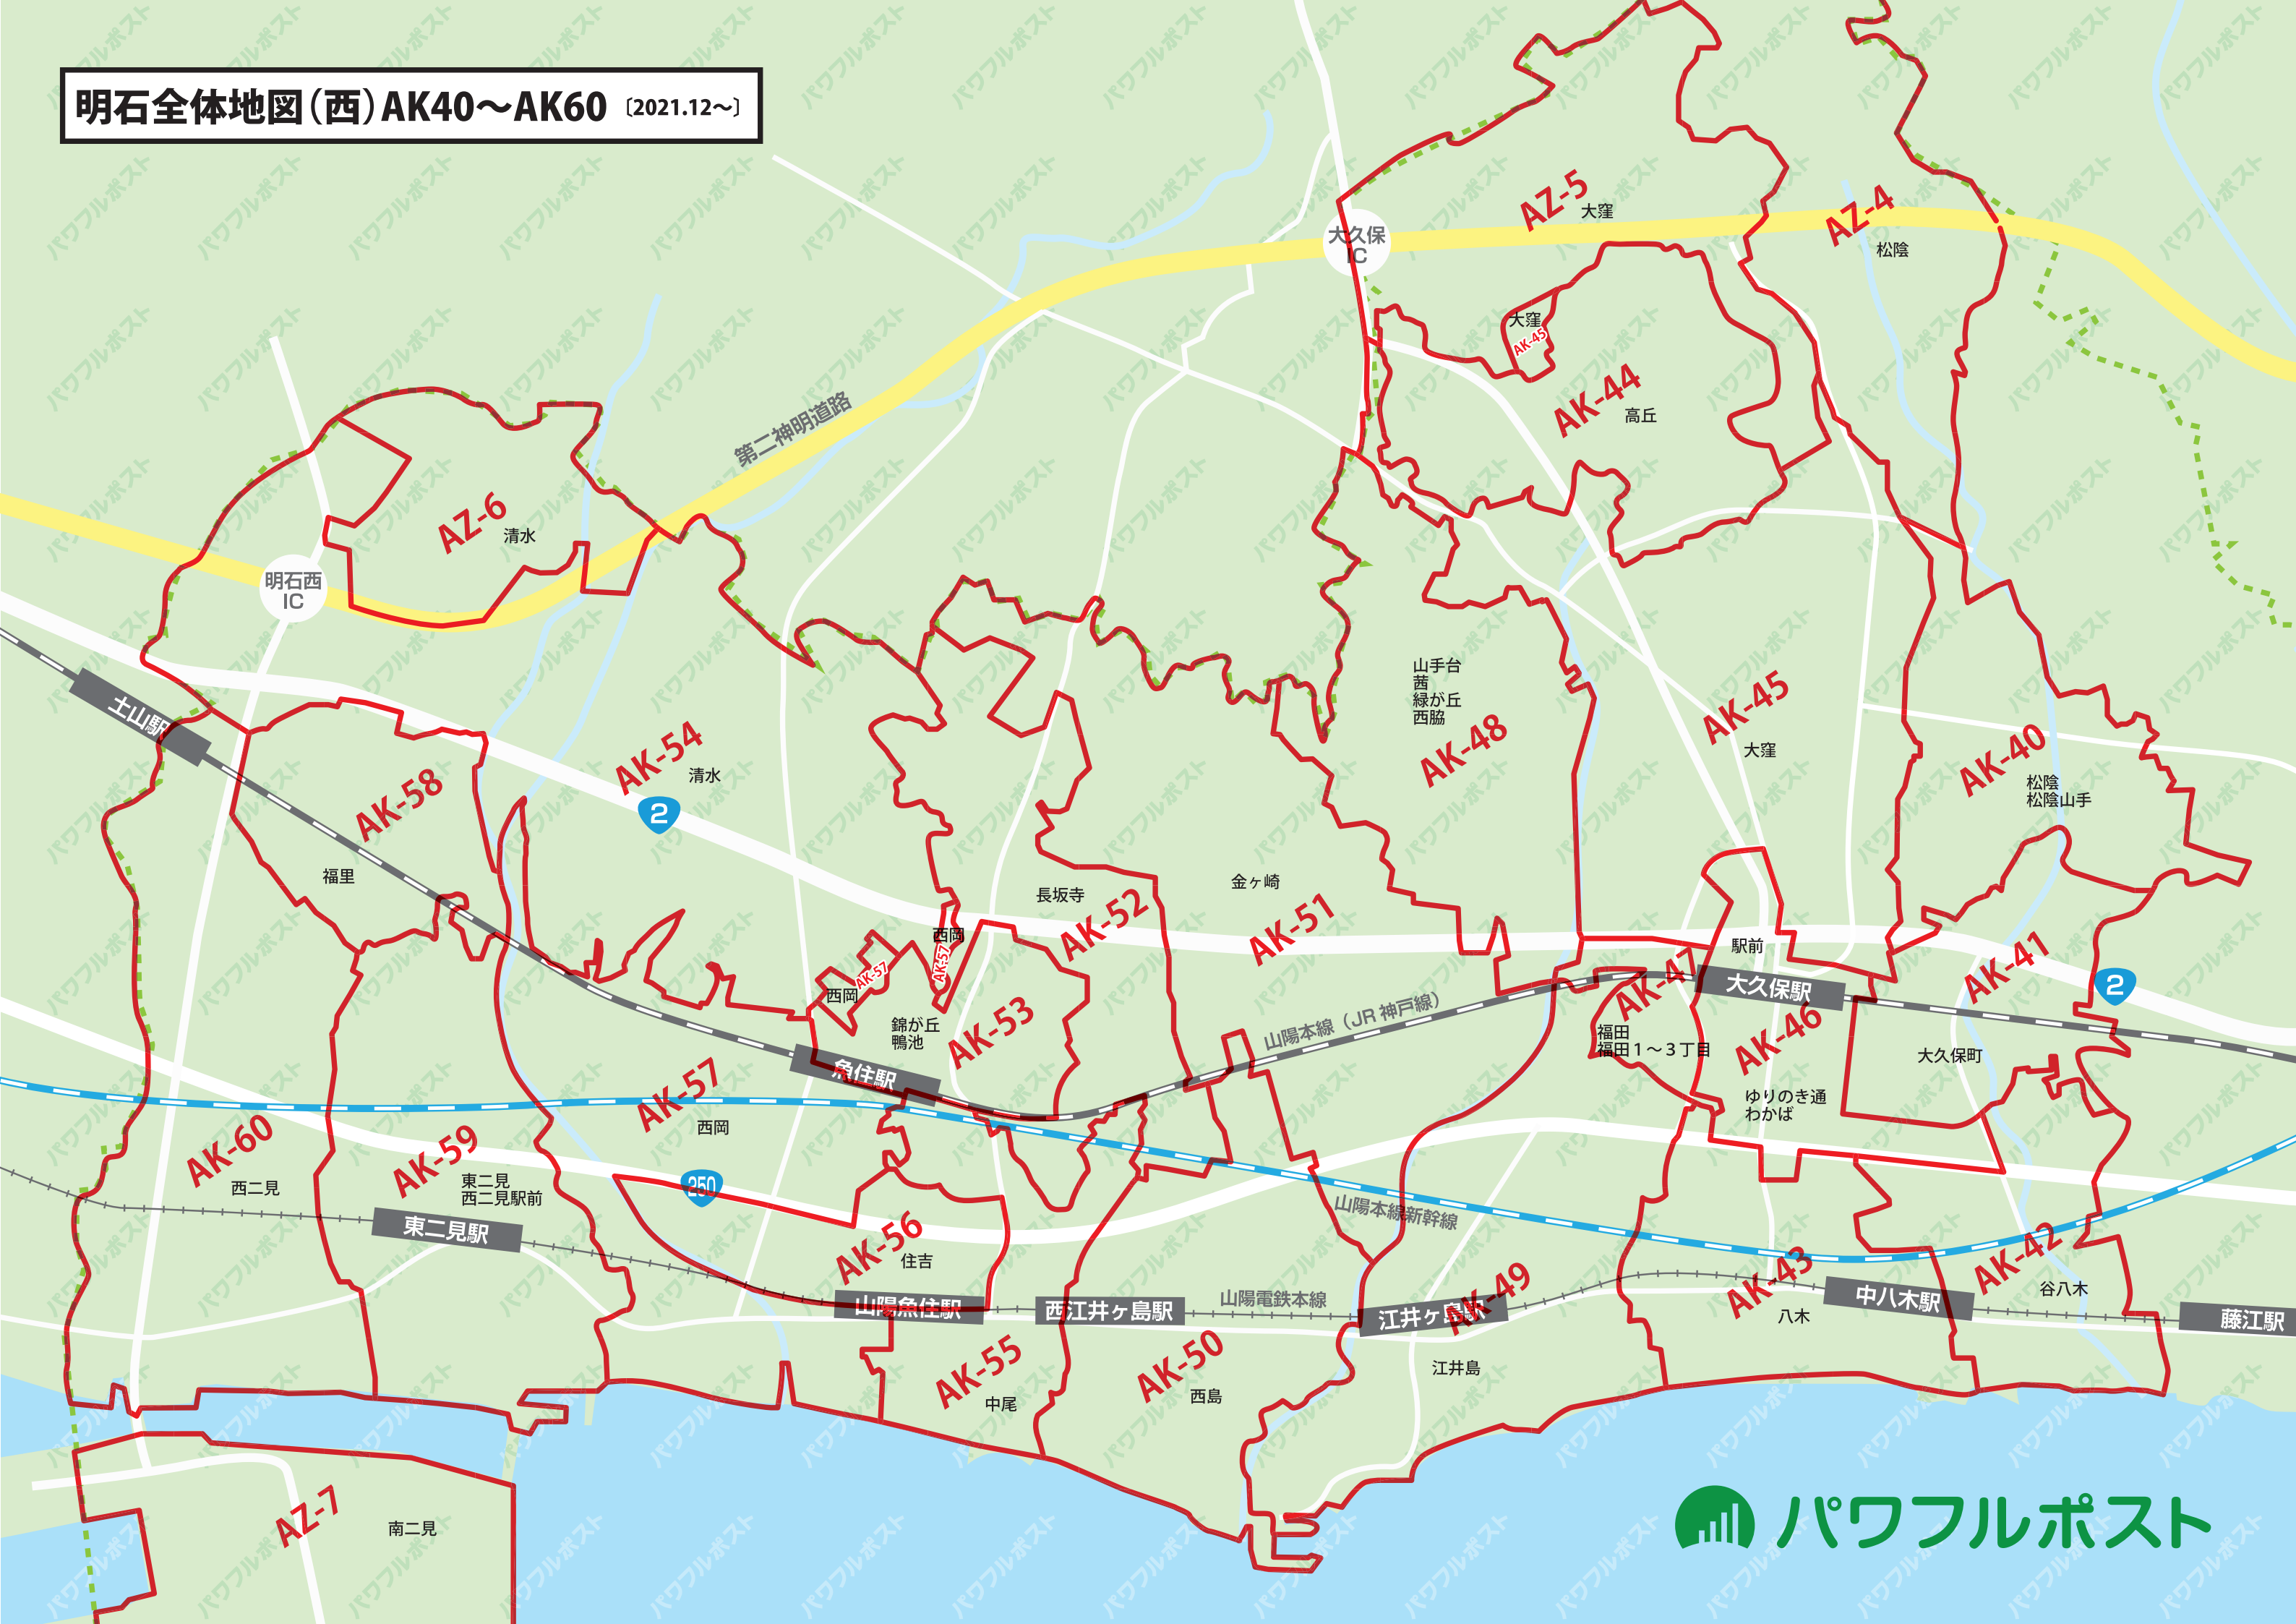 明石全体地図（西）AK40～AK60〔2021.12～〕
AZ-5
大窪
AZ-4
松陰
大久保
IC
大窪
AK-45
AK-44
高丘
第二神明道路
AZ-6
清水
明石西
IC
土山駅
AK-58
福里
AK-54
清水
2
山手台
茜
緑が丘
西脇
AK-48
AK-45
大窪
AK-40
松陰
松陰山手
長坂寺
AK-52
金ヶ崎
AK-51
西岡
AK-57
AK-57
西岡
錦が丘
鴨池
AK-53
魚住駅
山陽本線（JR 神戸線）
駅前
AK-47
大久保駅
福田
福田１～３丁目
AK-46
ゆりのき通
わかば
AK-41
2
大久保町
AK-57
西岡
AK-60
西二見
AK-59
東二見
西二見駅前
東二見駅
250
AK-56
住吉
山陽魚住駅
西江井ヶ島駅
山陽電鉄本線
山陽本線新幹線
江井ヶ島駅
AK-49
江井島
AK-43
八木
中八木駅
AK-42
谷八木
藤江駅
AK-55
中尾
AK-50
西島
AZ-7
南二見
パワフルポスト